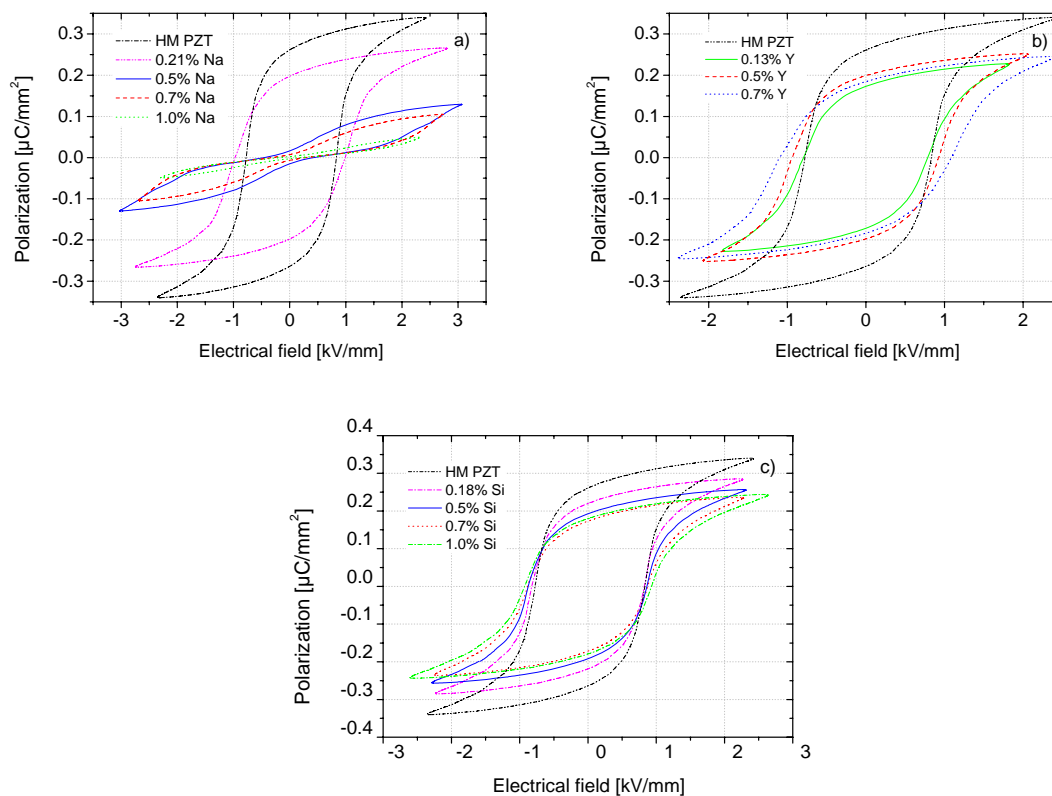 a)
HM PZT
0.21% Na
0.5% Na
0.7% Na
1.0% Na
0.3
0.2
0.1
0.0
-0.1
-0.2
-0.3
Polarization [µC/mm²]
-3 -2 -1 0 1 2 3
Electrical field [kV/mm]
b)
HM PZT
0.13% Y
0.5% Y
0.7% Y
0.3
0.2
0.1
0.0
-0.1
-0.2
-0.3
Polarization [µC/mm²]
-2 -1 0 1 2
Electrical field [kV/mm]
c)
HM PZT
0.18% Si
0.5% Si
0.7% Si
1.0% Si
0.4
0.3
0.2
0.1
0.0
-0.1
-0.2
-0.3
-0.4
Polarization [µC/mm²]
-3 -2 -1 0 1 2 3
Electrical field [kV/mm]